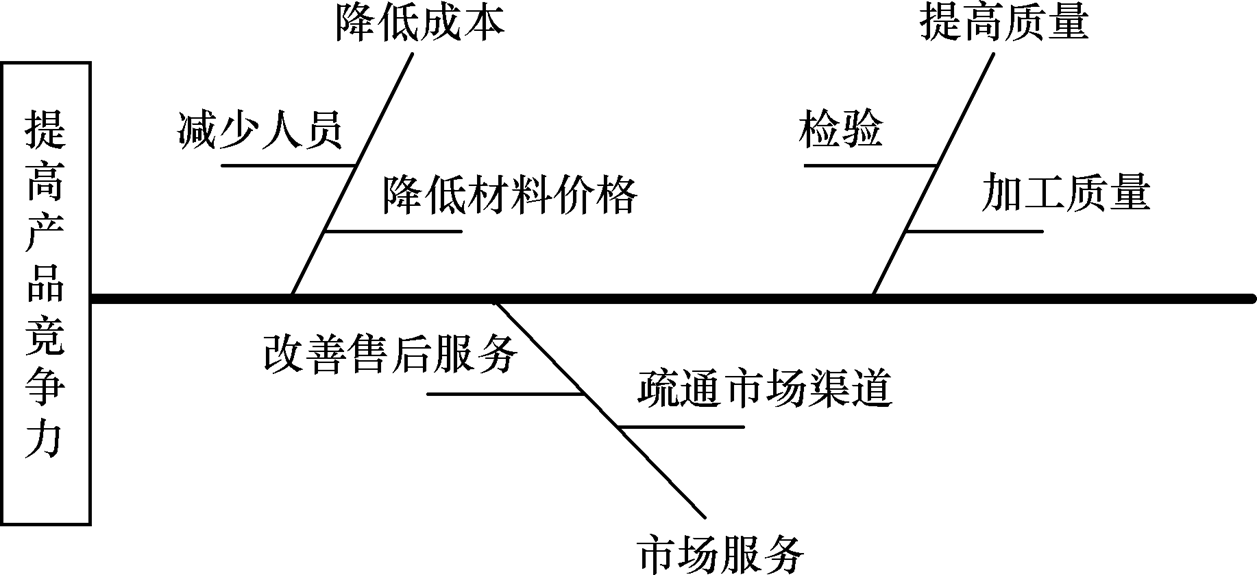 提高产品竞争力
降低成本
减少人员
降低材料价格
提高质量
检验
加工质量
改善售后服务
疏通市场渠道
市场服务